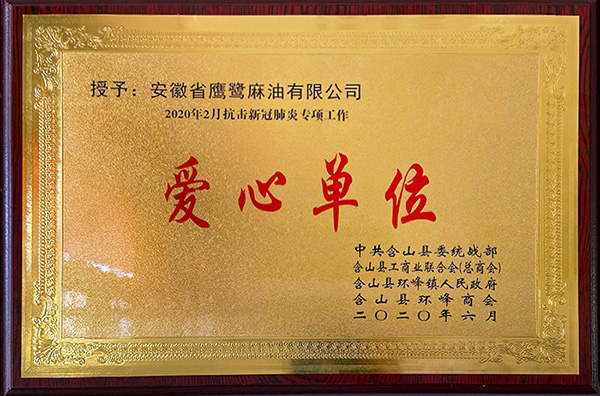 授予：安徽省鹰鹭麻油有限公司
2020年2月抗击新冠肺炎专项工作
爱心单位
中共含山县委统战部
含山县工商业联合会(总商会)
含山县环峰镇人民政府
含山县环峰商会
二〇二〇年六月